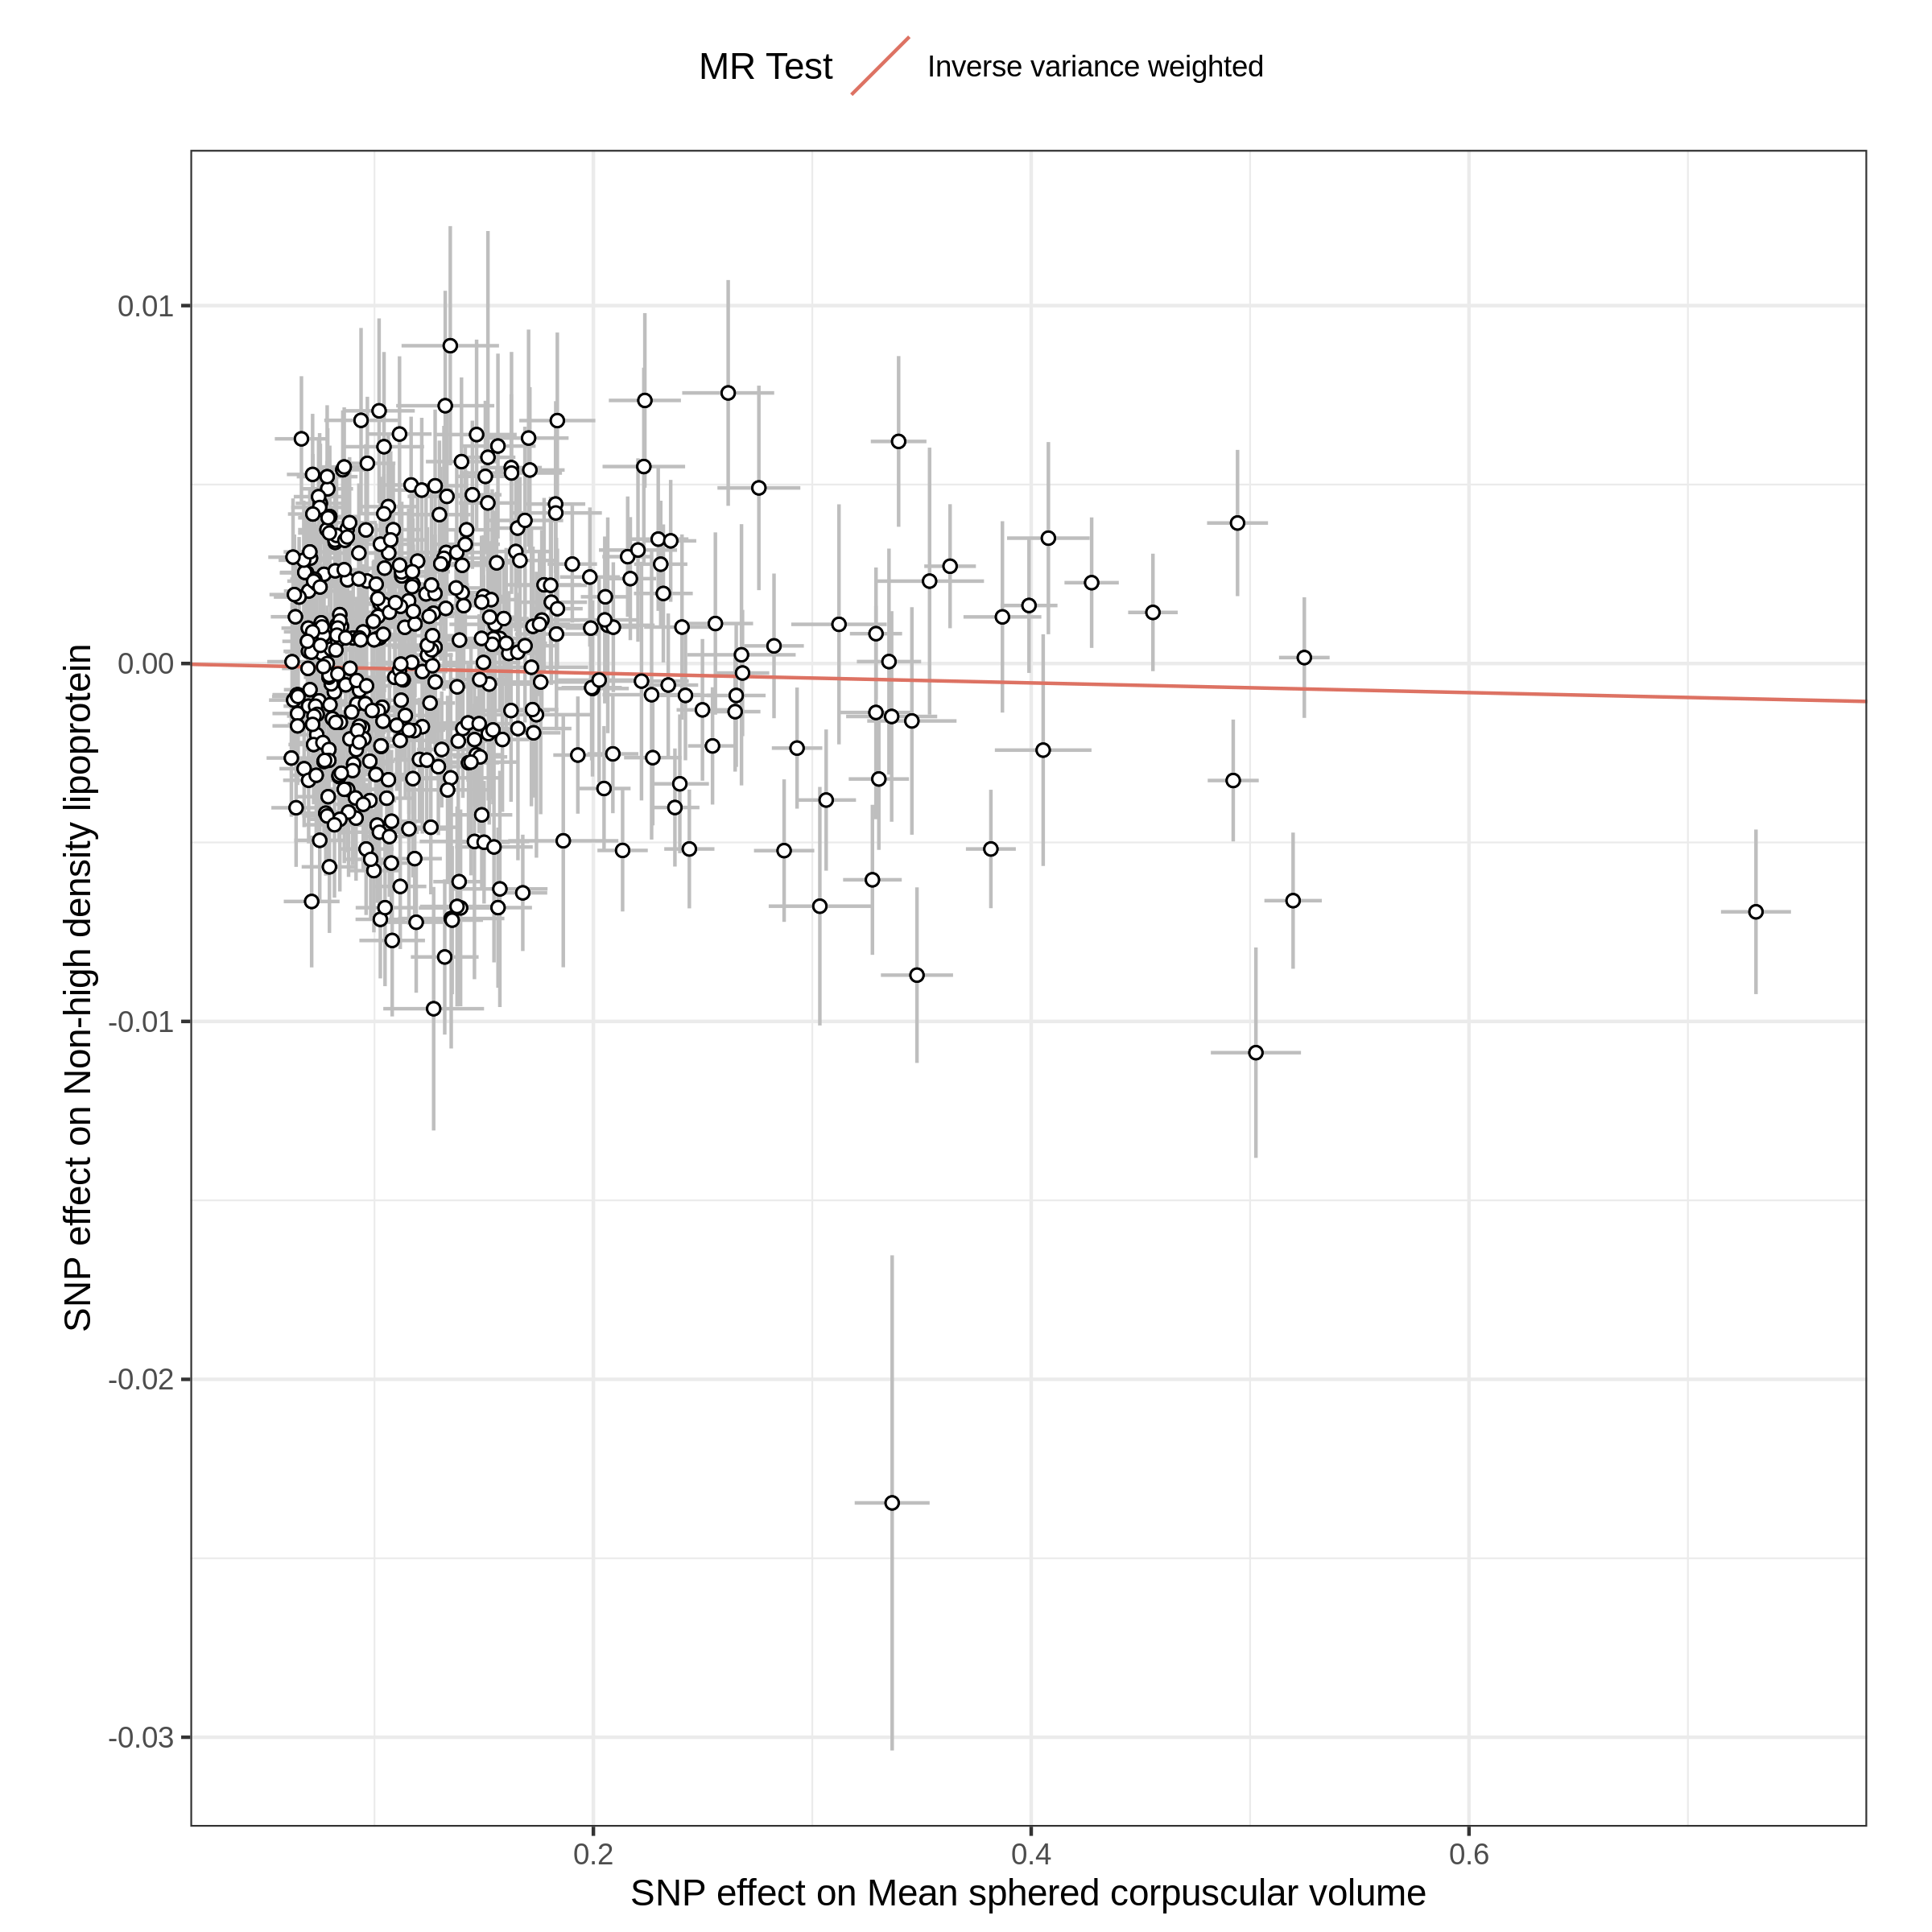 MR Test
Inverse variance weighted
SNP effect on Non-high density lipoprotein
0.01
0.00
-0.01
-0.02
-0.03
0.2
0.4
0.6
SNP effect on Mean sphered corpuscular volume